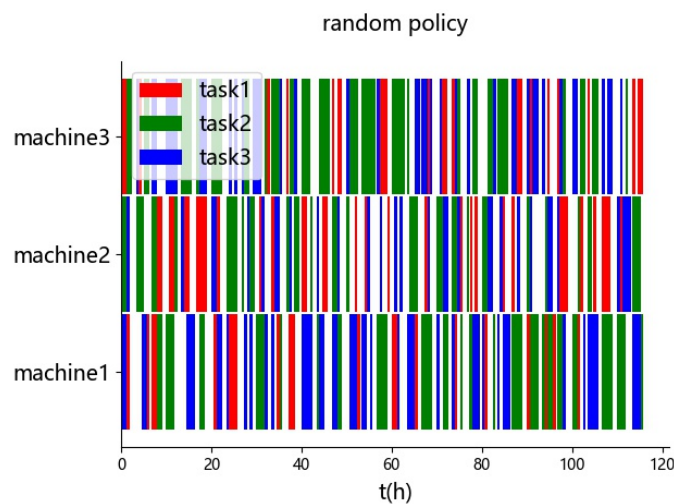 random policy
task1
task2
task3
machine3
machine2
machine1
0 20 40 60 80 100 120
t(h)